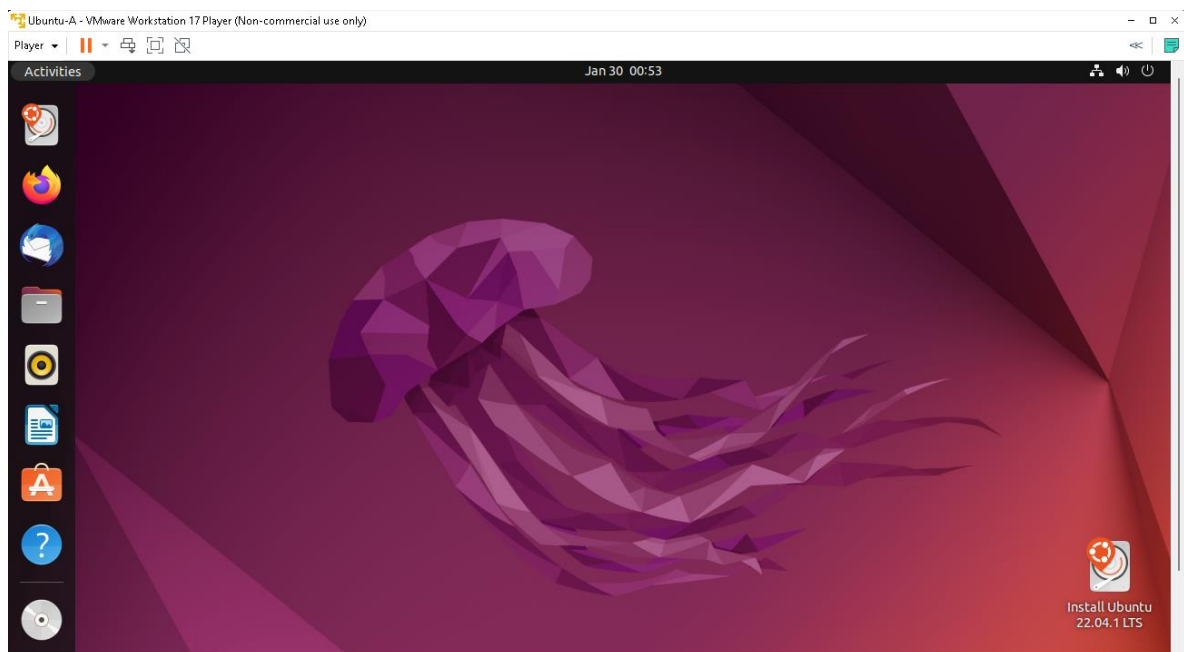 Ubuntu-A - VMware Workstation 17 Player (Non-commercial use only)
Player
Activities
Jan 30 00:53
Install Ubuntu
22.04.1 LTS